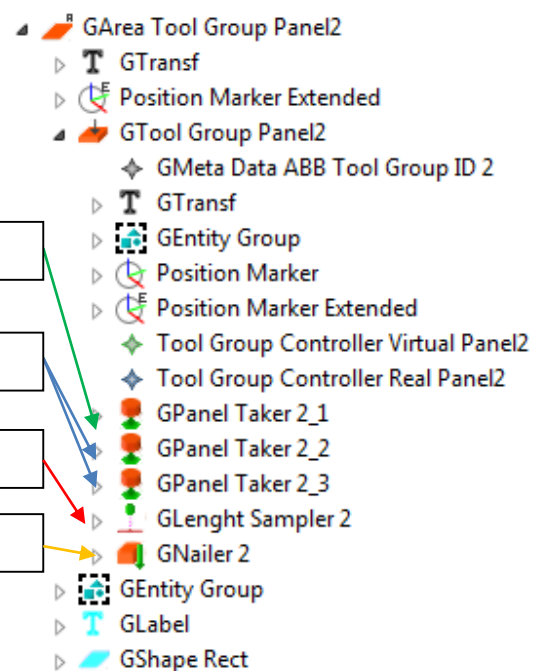 GArea Tool Group Panel2
GTransf
Position Marker Extended
GTool Group Panel2
GMeta Data ABB Tool Group ID 2
GTransf
GEntity Group
Position Marker
Position Marker Extended
Tool Group Controller Virtual Panel2
Tool Group Controller Real Panel2
GPanel Taker 2_1
GPanel Taker 2_2
GPanel Taker 2_3
GLenght Sampler 2
GNailer 2
GEntity Group
GLabel
GShape Rect